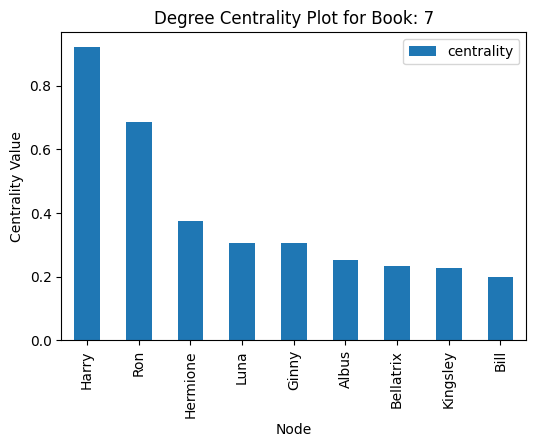 Degree Centrality Plot for Book: 7
centrality
Centrality Value
0.8
0.6
0.4
0.2
0.0
Harry
Ron
Hermione
Luna
Ginny
Albus
Bellatrix
Kingsley
Bill
Node